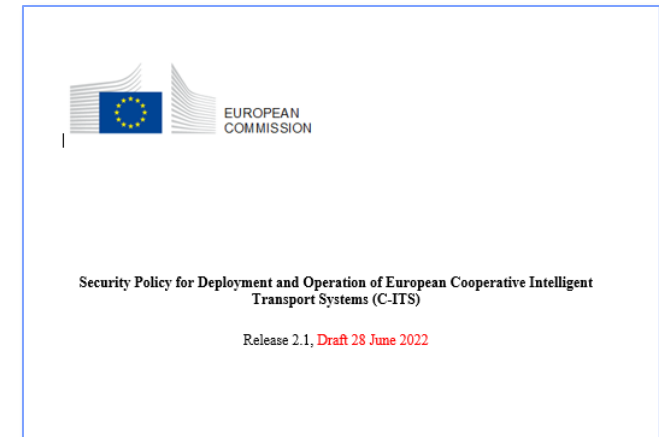 EUROPEAN
COMMISSION
Security Policy for Deployment and Operation of European Cooperative Intelligent
Transport Systems (C-ITS)
Release 2.1, Draft 28 June 2022